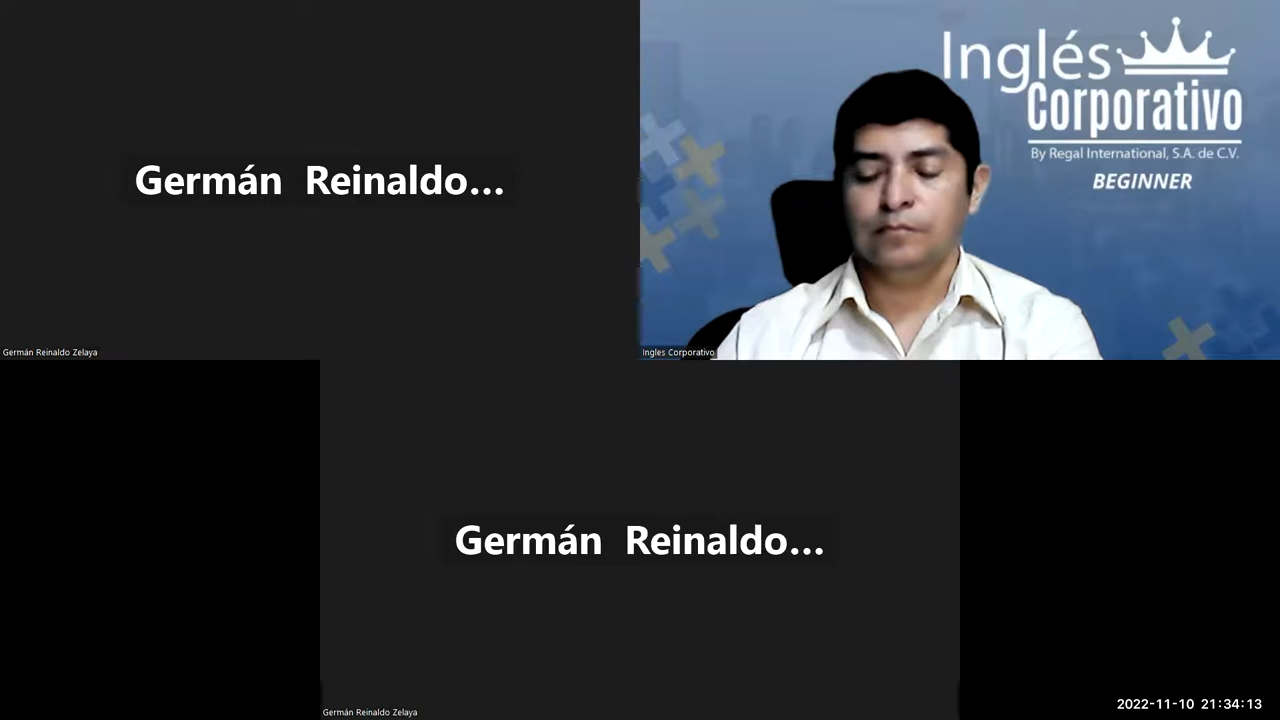 Germán Reinaldo...
Germán Reinaldo Zelaya
Inglés
Corporativo
By Regal International, S.A. de C.V.
BEGINNER
Ingles Corporativo
Germán Reinaldo...
Germán Reinaldo Zelaya
2022-11-10 21:34:13